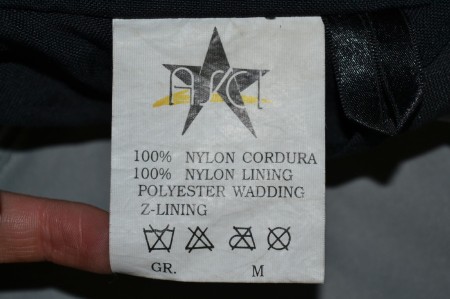 ASCI
100% NYLON CORDURA
100% NYLON LINING
POLYESTER WADDING
Z-LINING
GR. M